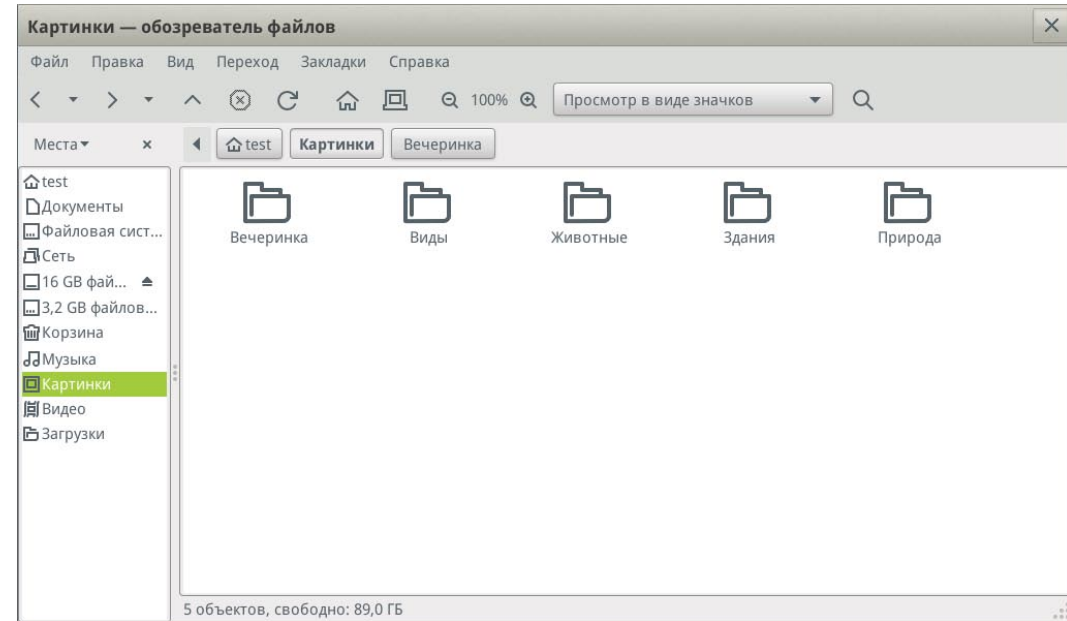 Картинки — обозреватель файлов
Файл Правка Вид Переход Закладки Справка
100% Просмотр в виде значков
Места test Картинки Вечеринка
test
Документы
Файловая сист...
Сеть
16 GB фай...
3,2 GB файлов...
Корзина
Музыка
Картинки
Видео
Загрузки
Вечеринка Виды Животные Здания Природа
5 объектов, свободно: 89,0 ГБ